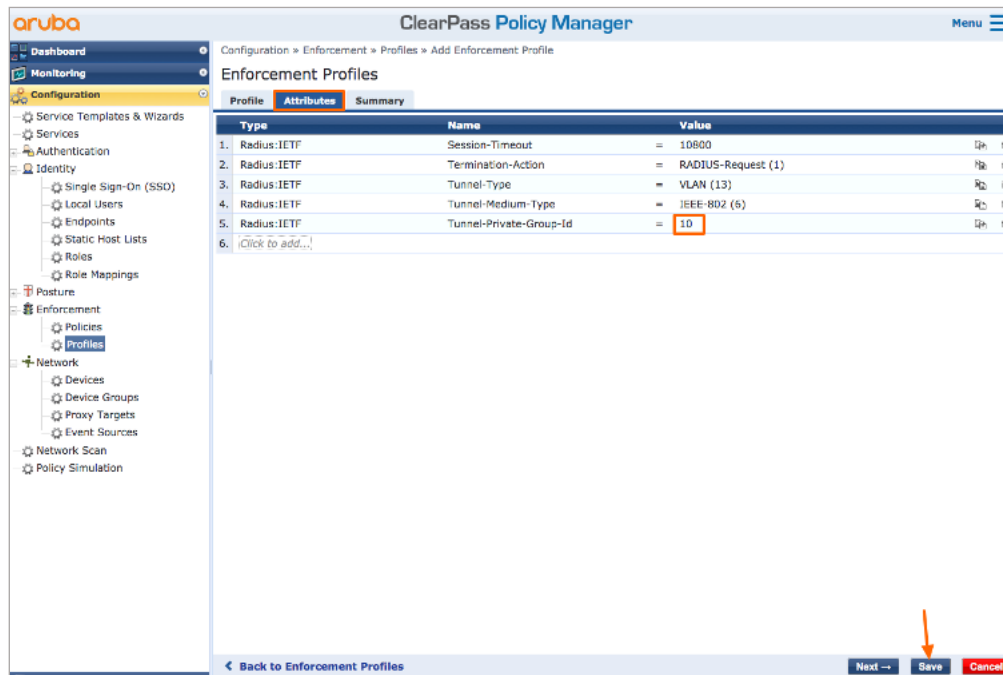 aruba ClearPass Policy Manager Menu
Dashboard
Monitoring
Configuration
Service Templates & Wizards
Services
Authentication
Identity
Single Sign-On (SSO)
Local Users
Endpoints
Static Host Lists
Roles
Role Mappings
Posture
Enforcement
Policies
Profiles
Network
Devices
Device Groups
Proxy Targets
Event Sources
Network Scan
Policy Simulation
Configuration » Enforcement » Profiles » Add Enforcement Profile
Enforcement Profiles
Profile Attributes Summary
Type Name Value
1. Radius:IETF Session-Timeout = 10800
2. Radius:IETF Termination-Action = RADIUS-Request (1)
3. Radius:IETF Tunnel-Type = VLAN (13)
4. Radius:IETF Tunnel-Medium-Type = IEEE-802 (6)
5. Radius:IETF Tunnel-Private-Group-Id = 10
6. Click to add...
Back to Enforcement Profiles Next → Save Cancel